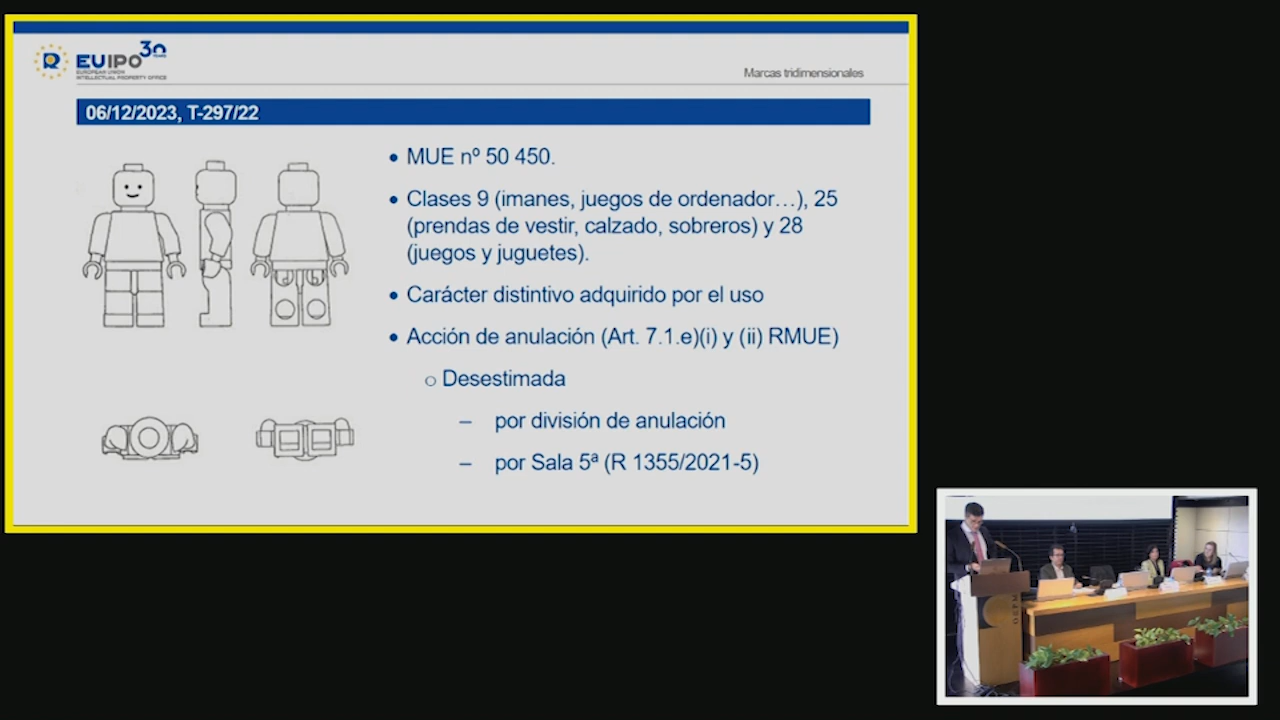 EUIPO 30
YEARS
EUROPEAN UNION
INTELLECTUAL PROPERTY OFFICE
Marcas tridimensionales
06/12/2023, T-297/22
• MUE nº 50 450.
• Clases 9 (imanes, juegos de ordenador…), 25
(prendas de vestir, calzado, sobreros) y 28
(juegos y juguetes).
• Carácter distintivo adquirido por el uso
• Acción de anulación (Art. 7.1.e)(i) y (ii) RMUE)
o Desestimada
– por división de anulación
– por Sala 5ª (R 1355/2021-5)
OEPM